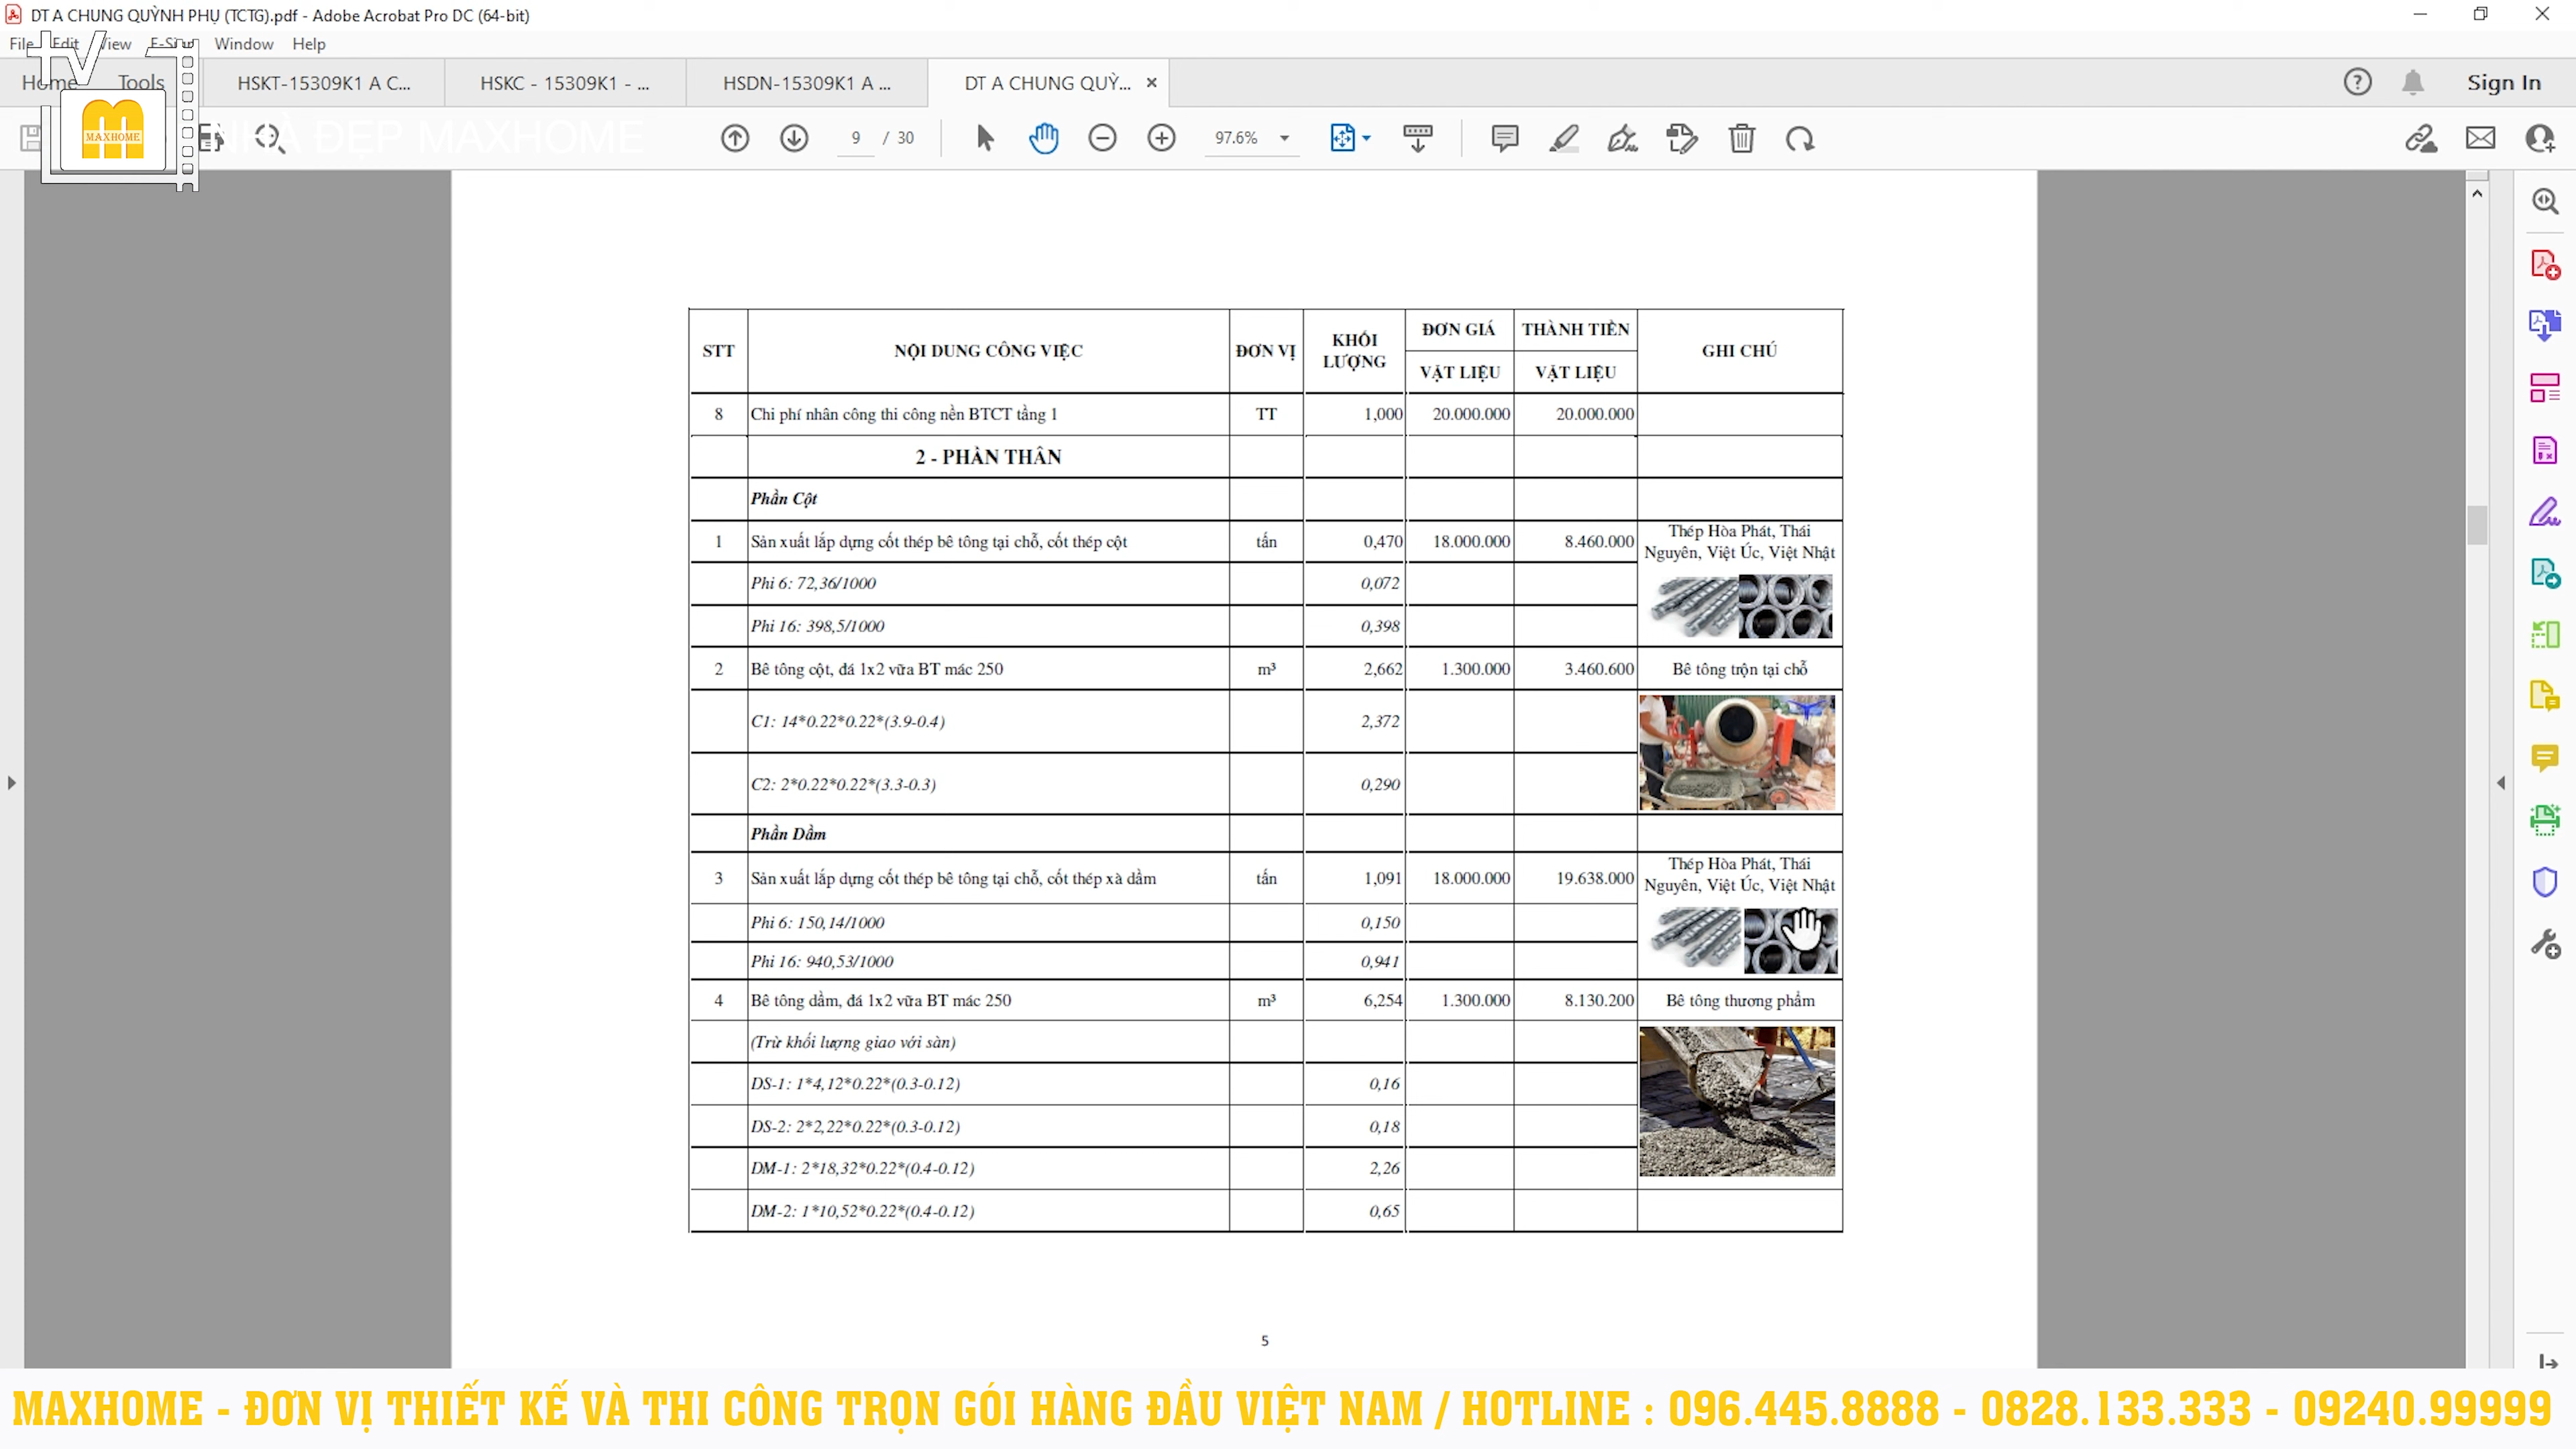 DT A CHUNG QUỲNH PHỤ (TCTG).pdf - Adobe Acrobat Pro DC (64-bit)
File Edit View E-Sign Window Help
Home Tools HSKT-15309K1 A C... HSKC - 15309K1 - ... HSDN-15309K1 A ... DT A CHUNG QUỲ... Sign In
TV
MAXHOME
NHÀ ĐẸP MAXHOME
9 / 30 97.6%
STT NỘI DUNG CÔNG VIỆC ĐƠN VỊ KHỐI LƯỢNG ĐƠN GIÁ THÀNH TIỀN GHI CHÚ
VẬT LIỆU VẬT LIỆU
8 Chi phí nhân công thi công nền BTCT tầng 1 TT 1,000 20.000.000 20.000.000
2 - PHẦN THÂN
Phần Cột
1 Sản xuất lắp dựng cốt thép bê tông tại chỗ, cốt thép cột tấn 0,470 18.000.000 8.460.000 Thép Hòa Phát, Thái Nguyên, Việt Úc, Việt Nhật
Phi 6: 72,36/1000 0,072
Phi 16: 398,5/1000 0,398
2 Bê tông cột, đá 1x2 vữa BT mác 250 m³ 2,662 1.300.000 3.460.600 Bê tông trộn tại chỗ
C1: 14*0.22*0.22*(3.9-0.4) 2,372
C2: 2*0.22*0.22*(3.3-0.3) 0,290
Phần Dầm
3 Sản xuất lắp dựng cốt thép bê tông tại chỗ, cốt thép xà dầm tấn 1,091 18.000.000 19.638.000 Thép Hòa Phát, Thái Nguyên, Việt Úc, Việt Nhật
Phi 6: 150,14/1000 0,150
Phi 16: 940,53/1000 0,941
4 Bê tông dầm, đá 1x2 vữa BT mác 250 m³ 6,254 1.300.000 8.130.200 Bê tông thương phẩm
(Trừ khối lượng giao với sàn)
DS-1: 1*4,12*0.22*(0.3-0.12) 0,16
DS-2: 2*2,22*0.22*(0.3-0.12) 0,18
DM-1: 2*18,32*0.22*(0.4-0.12) 2,26
DM-2: 1*10,52*0.22*(0.4-0.12) 0,65
5
MAXHOME - ĐƠN VỊ THIẾT KẾ VÀ THI CÔNG TRỌN GÓI HÀNG ĐẦU VIỆT NAM / HOTLINE : 096.445.8888 - 0828.133.333 - 09240.99999